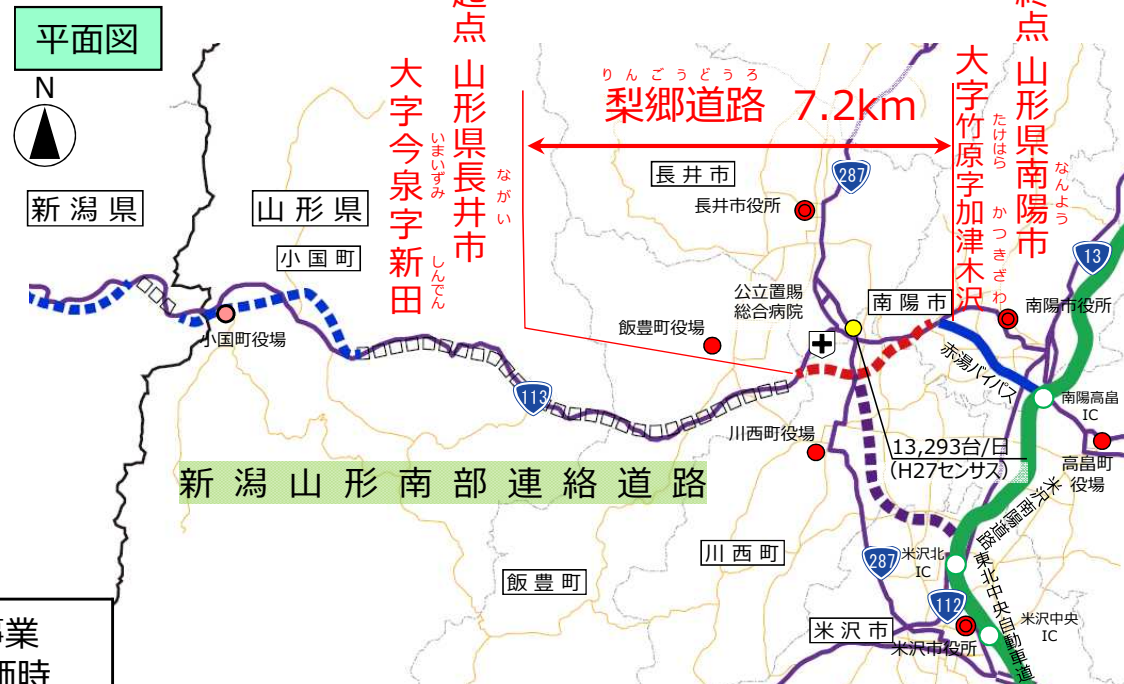 平面図
N
起点 山形県長井市
ながい
大字今泉字新田
いまいずみ
しんでん
りんごうどうろ
梨郷道路 7.2km
終点 山形県南陽市
なんよう
大字竹原字加津木沢
たけはら
かつきざわ
新潟県
山形県
小国町
小国町役場
長井市
長井市役所
287
13
公立置賜
総合病院
南陽市
南陽市役所
飯豊町役場
赤湯バイパス
南陽高畠
IC
113
川西町役場
13,293台/日
(H27センサス)
高畠町
役場
新潟山形南部連絡道路
米沢南陽道路
川西町
飯豊町
287
米沢北
IC
東北中央自動車道
112
米沢市
米沢市役所
米沢中央
IC
事業
価時